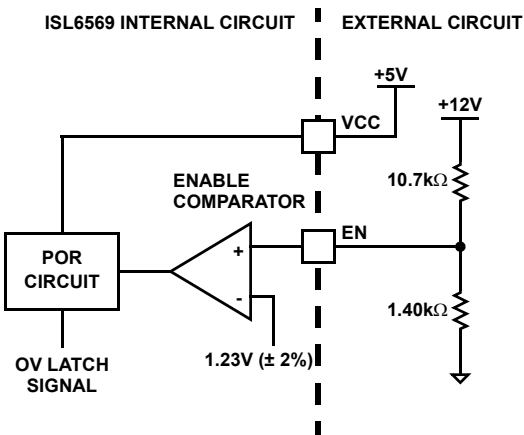 ISL6569 INTERNAL CIRCUIT
EXTERNAL CIRCUIT
+5V
+12V
VCC
10.7kΩ
ENABLE
COMPARATOR
EN
+
POR
CIRCUIT
-
1.40kΩ
1.23V (± 2%)
OV LATCH
SIGNAL